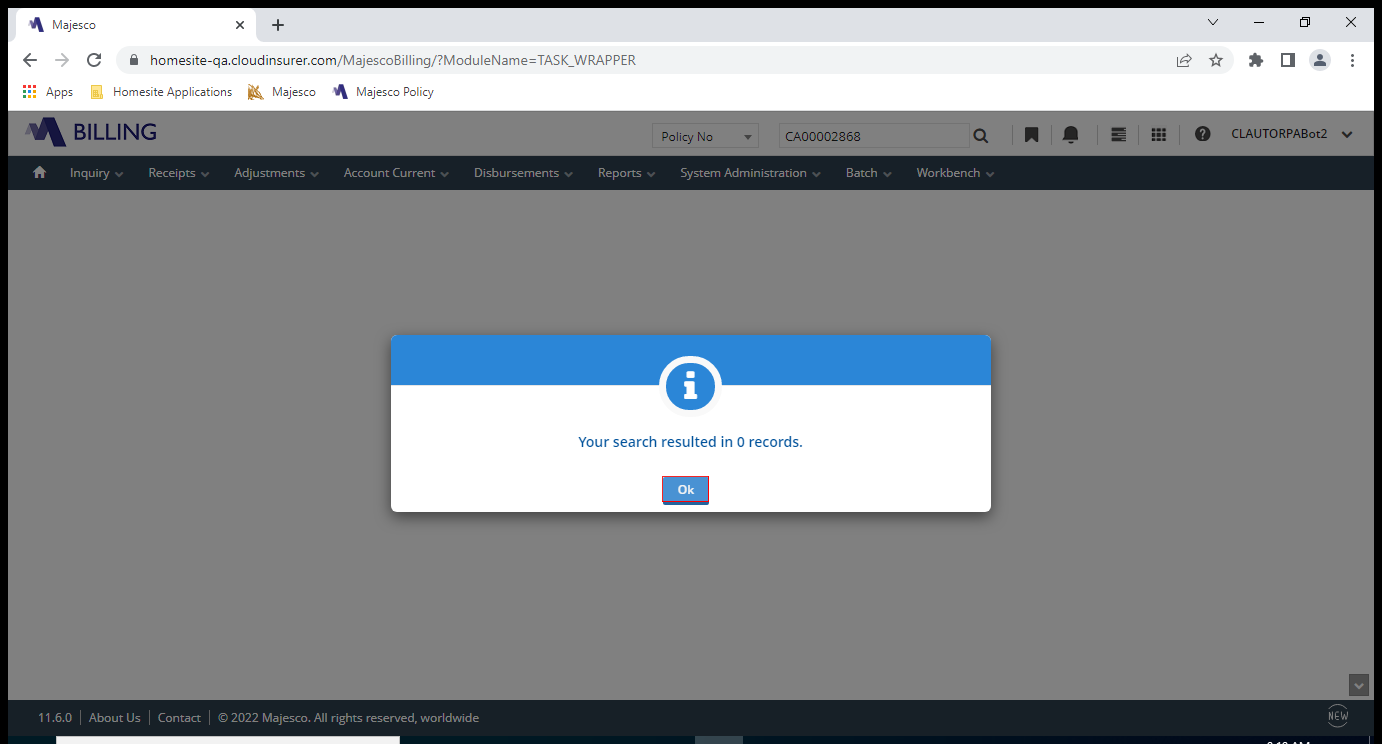 Majesco
homesite-qa.cloudinsurer.com/MajescoBilling/?ModuleName=TASK_WRAPPER
Apps Homesite Applications Majesco Majesco Policy
BILLING Policy No CA00002868 CLAUTORPABot2
Inquiry Receipts Adjustments Account Current Disbursements Reports System Administration Batch Workbench
Your search resulted in 0 records.
Ok
11.6.0 About Us Contact © 2022 Majesco. All rights reserved, worldwide NEW